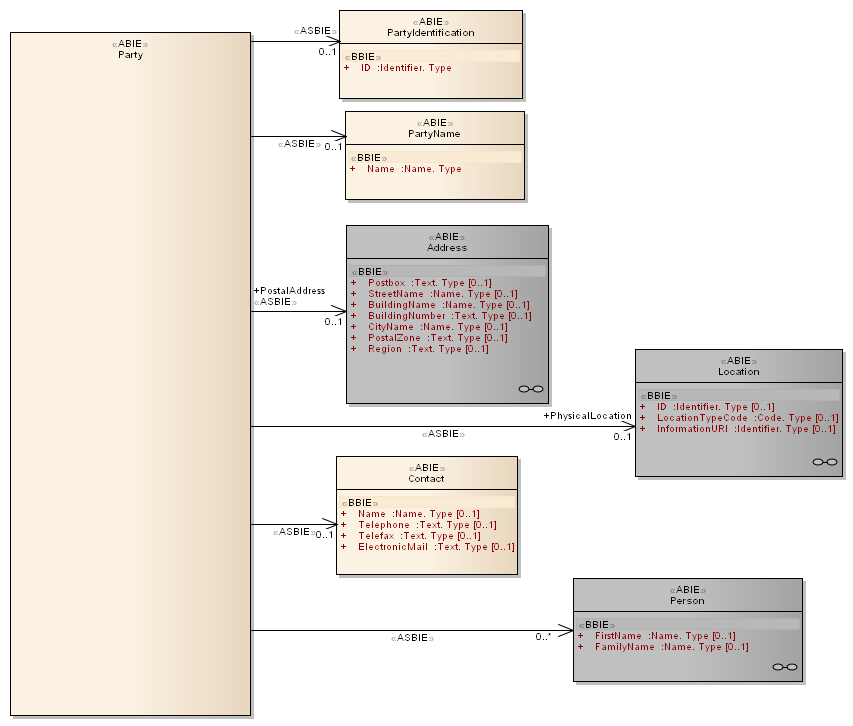 «ABIE»
Party
«ASBIE»
0..1
«ABIE»
PartyIdentification
«BBIE»
+ ID :Identifier. Type
«ASBIE»
0..1
«ABIE»
PartyName
«BBIE»
+ Name :Name. Type
+PostalAddress
«ASBIE»
0..1
«ABIE»
Address
«BBIE»
+ Postbox :Text. Type [0..1]
+ StreetName :Name. Type [0..1]
+ BuildingName :Name. Type [0..1]
+ BuildingNumber :Text. Type [0..1]
+ CityName :Name. Type [0..1]
+ PostalZone :Text. Type [0..1]
+ Region :Text. Type [0..1]
+PhysicalLocation
«ASBIE»
0..1
«ABIE»
Location
«BBIE»
+ ID :Identifier. Type [0..1]
+ LocationTypeCode :Code. Type [0..1]
+ InformationURI :Identifier. Type [0..1]
«ASBIE»
0..1
«ABIE»
Contact
«BBIE»
+ Name :Name. Type [0..1]
+ Telephone :Text. Type [0..1]
+ Telefax :Text. Type [0..1]
+ ElectronicMail :Text. Type [0..1]
«ASBIE»
0..*
«ABIE»
Person
«BBIE»
+ FirstName :Name. Type [0..1]
+ FamilyName :Name. Type [0..1]